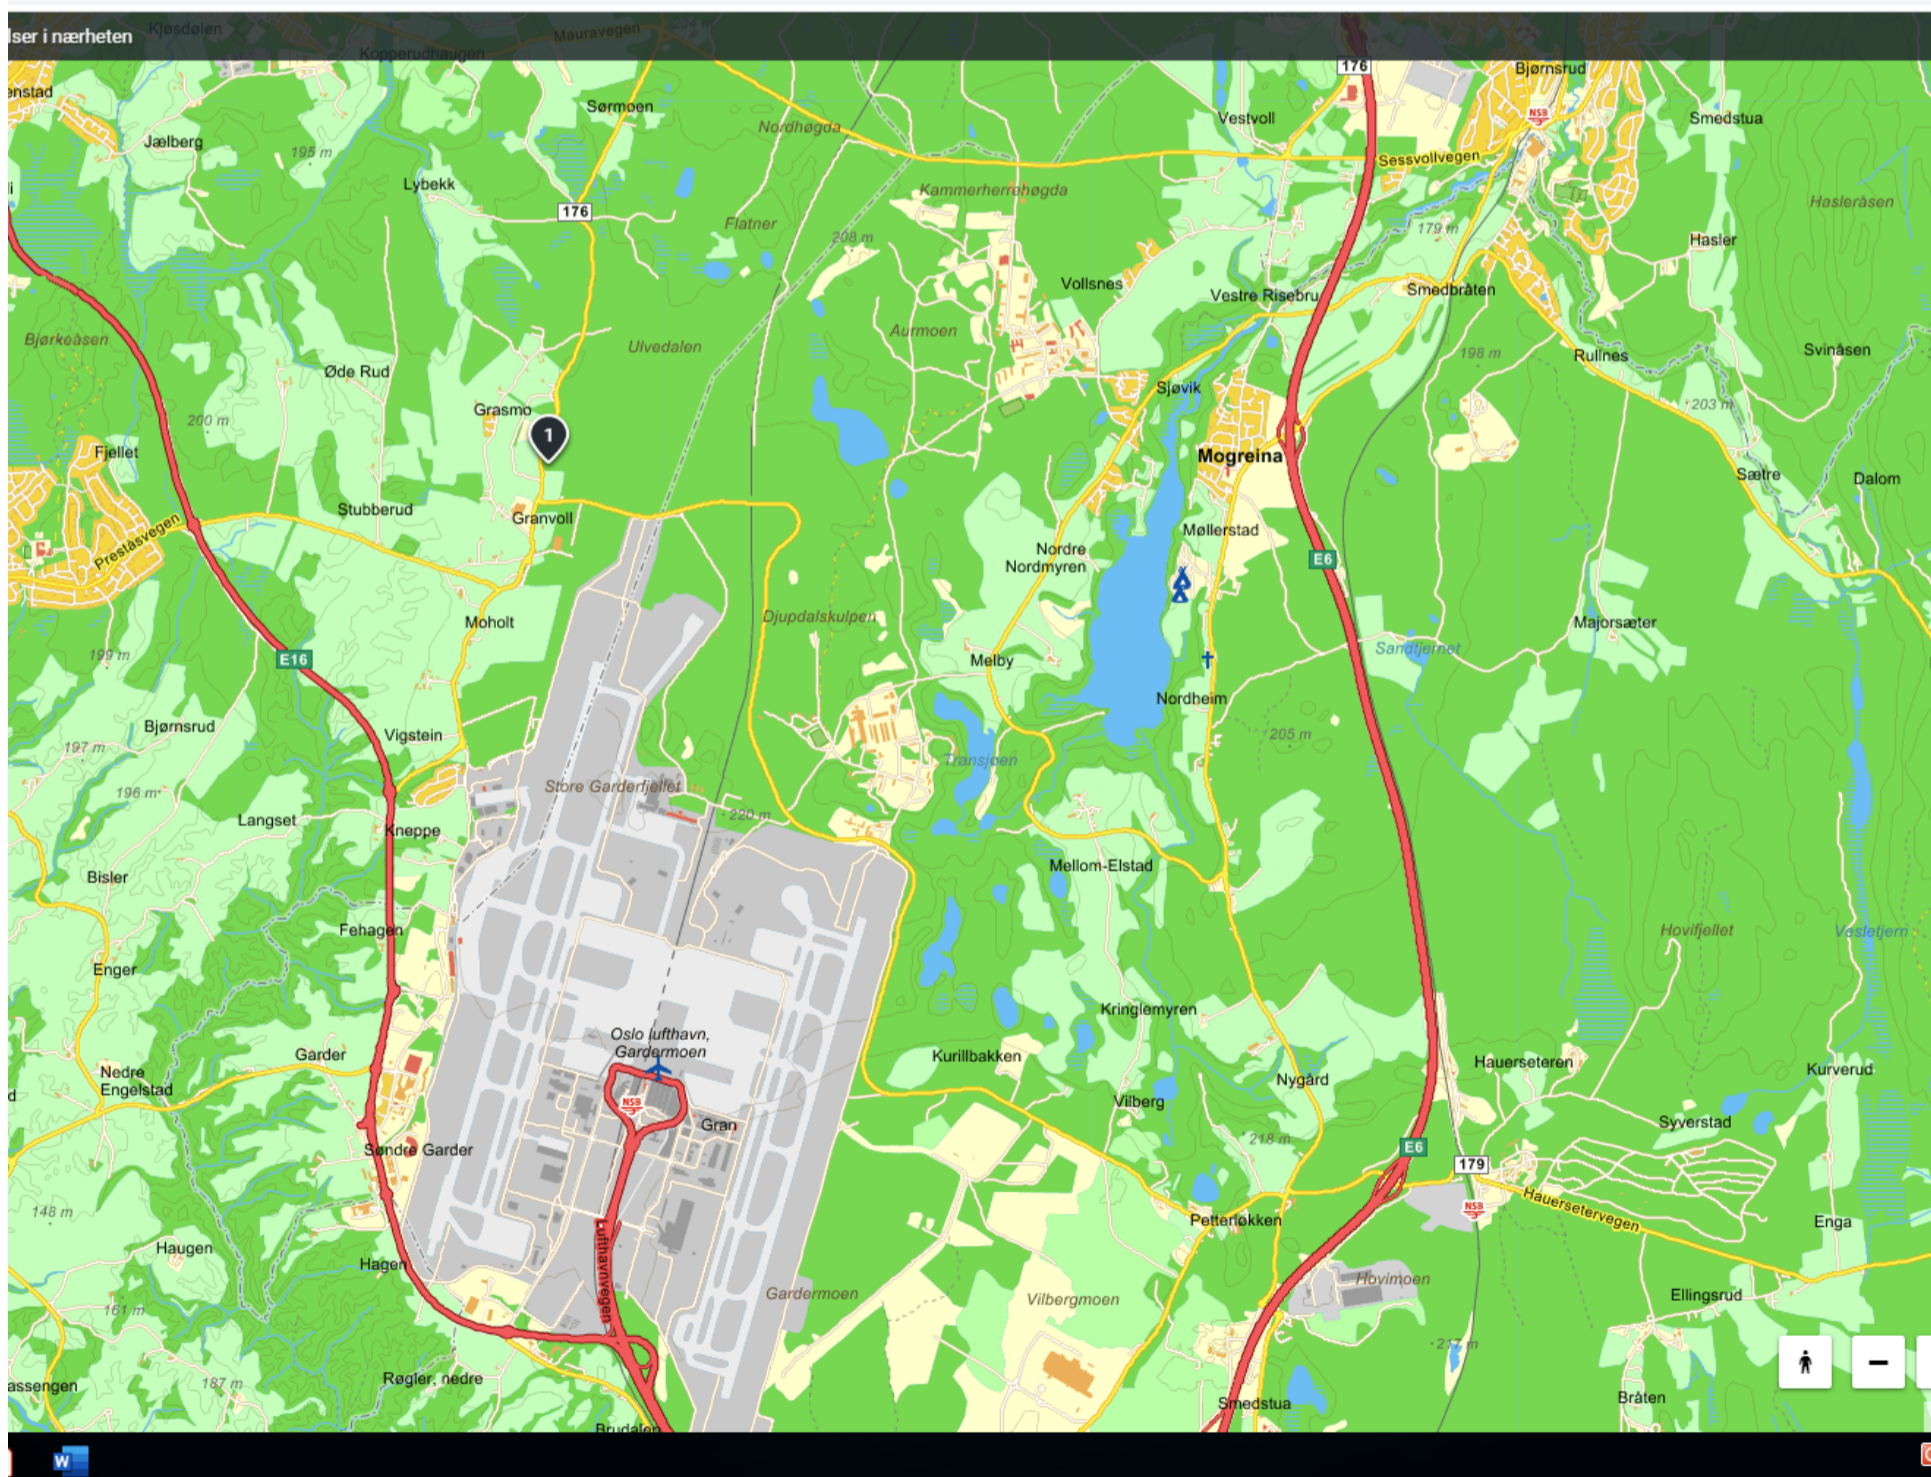 lser i nærheten
Kjøsdølen
Mauravegen
204 m
Kopperudhaugen
176
Bjørnsrud
enstad
Sørmoen
NSB
Vestvoll
Smedstua
Nordhøgda
Jælberg
195 m
Sessvollvegen
Lybekk
Kammerherrehøgda
Hasleråsen
176
Flatner
208 m
179 m
Hasler
Vollsnes
Vestre Risebru
Smedbråten
Bjørkeåsen
Ulvedalen
Aurmoen
198 m
Rullnes
Svinåsen
Øde Rud
Sjøvik
Grasmo
203 m
200 m
1
Fjellet
Mogreina
Sætre
Dalom
Stubberud
Granvoll
Preståsvegen
Møllerstad
Nordre
Nordmyren
E6
Djupdalskulpen
Moholt
Majorsæter
199 m
E16
Melby
Sandtjernet
Nordheim
Bjørnsrud
Vigstein
205 m
197 m
Transjøen
Store Garderfjellet
196 m
220 m
Langset
Kneppe
Mellom-Elstad
Bisler
Fehagen
Hovifjellet
Vesletjern
Enger
Kringlemyren
Oslo lufthavn,
Gardermoen
Garder
Kurillbakken
Hauerseteren
Nedre
Engelstad
Nygård
Kurverud
d
NSB
Vilberg
Gran
Syverstad
218 m
Søndre Garder
E6
179
Hauersetervegen
148 m
NSB
Petterløkken
Enga
Haugen
Lufthavnvegen
Hagen
Hovimoen
Gardermoen
Vilbergmoen
Ellingsrud
161 m
217 m
Røgler, nedre
187 m
assengen
Smedstua
Bråten
Brudalen
W